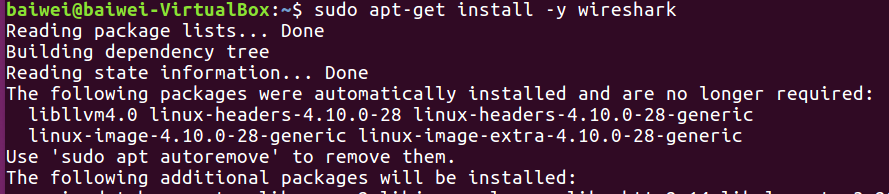 baiwei@baiwei-VirtualBox:~$ sudo apt-get install -y wireshark
Reading package lists... Done
Building dependency tree
Reading state information... Done
The following packages were automatically installed and are no longer required:
libllvm4.0 linux-headers-4.10.0-28 linux-headers-4.10.0-28-generic
linux-image-4.10.0-28-generic linux-image-extra-4.10.0-28-generic
Use 'sudo apt autoremove' to remove them.
The following additional packages will be installed: